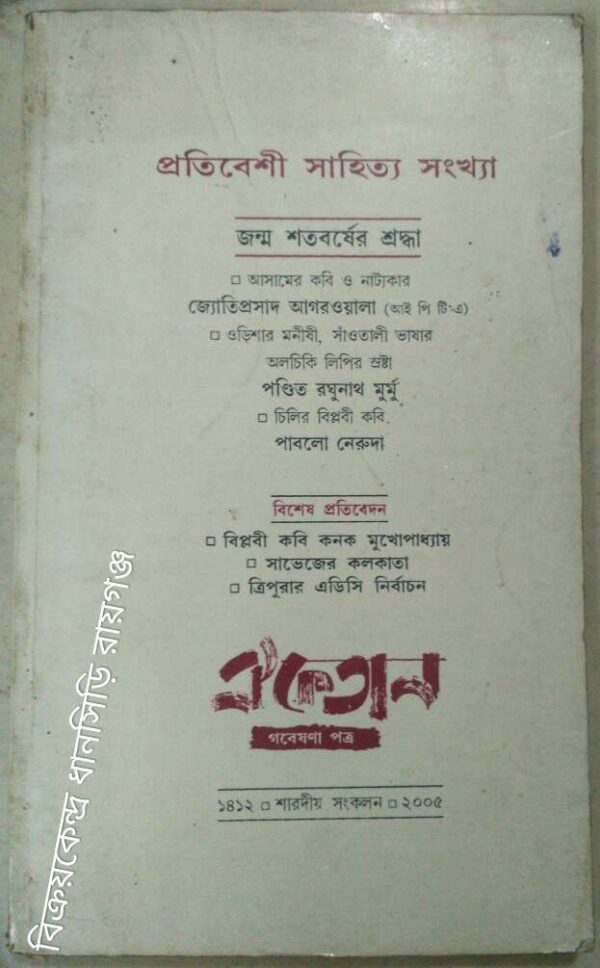 প্রতিবেশী সাহিত্য সংখ্যা
জন্ম শতবর্ষের শ্রদ্ধা
□ আসামের কবি ও নাট্যকার
জ্যোতিপ্রসাদ আগরওয়ালা (আই পি টি-এ)
□ ওড়িশার মনীষী, সাঁওতালী ভাষার
অলচিকি লিপির স্রষ্টা
পণ্ডিত রঘুনাথ মুর্মু
□ চিলির বিপ্লবী কবি
পাবলো নেরুদা
বিশেষ প্রতিবেদন
□ বিপ্লবী কবি কনক মুখোপাধ্যায়
□ সাভেজের কলকাতা
□ ত্রিপুরার এডিসি নির্বাচন
ঐকতান
গবেষণা পত্র
১৪১২ □ শারদীয় সংকলন □ ২০০৫
বিক্রয়কেন্দ্র ধানসিড়ি রায়গঞ্জ